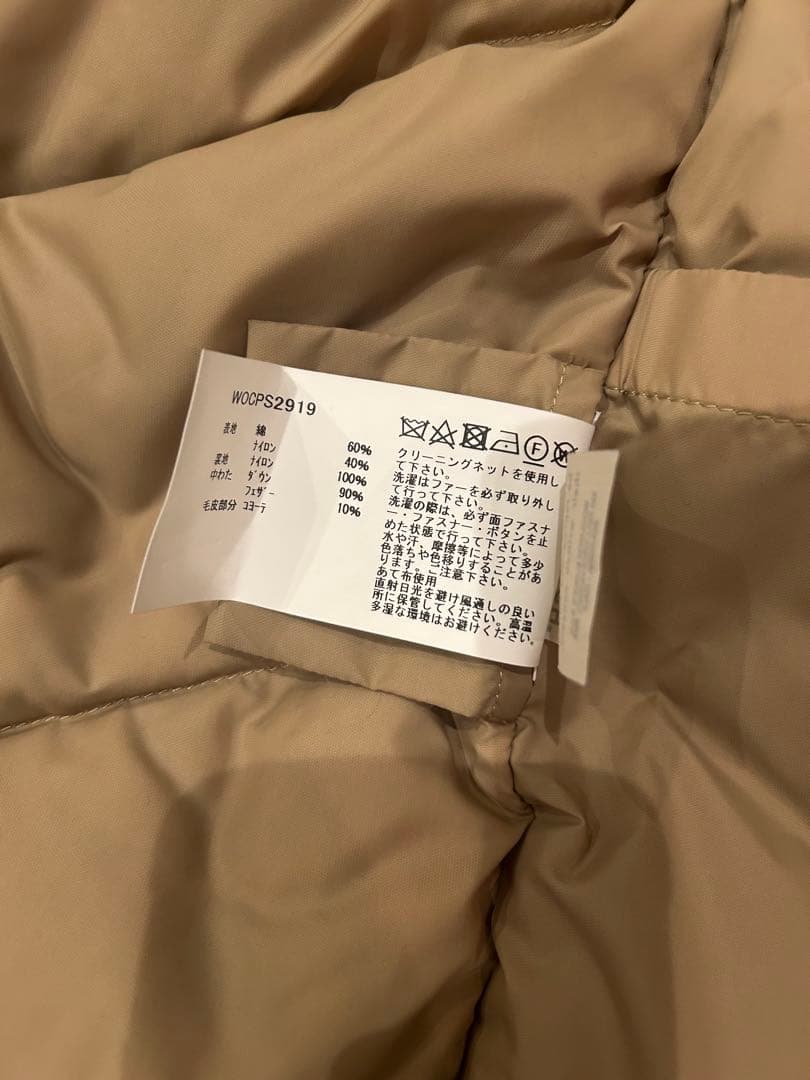 WOCPS2919
表地 綿 60%
ナイロン 40%
裏地 ナイロン 100%
中わた ダウン 90%
フェザー 10%
毛皮部分 コヨーテ
F
W
クリーニングネットを使用し
て下さい。
洗濯はファーを必ず取り外し
て行って下さい。
洗濯の際は、必ず面ファスナ
ー・ファスナー・ボタンを止
めた状態で行って下さい。
水や汗、摩擦等によって多少
色落ちや色移りすることがあ
ります。ご注意下さい。
あて布使用
直射日光を避け風通しの良い
所に保管してください。高温
多湿な環境はお避けください。